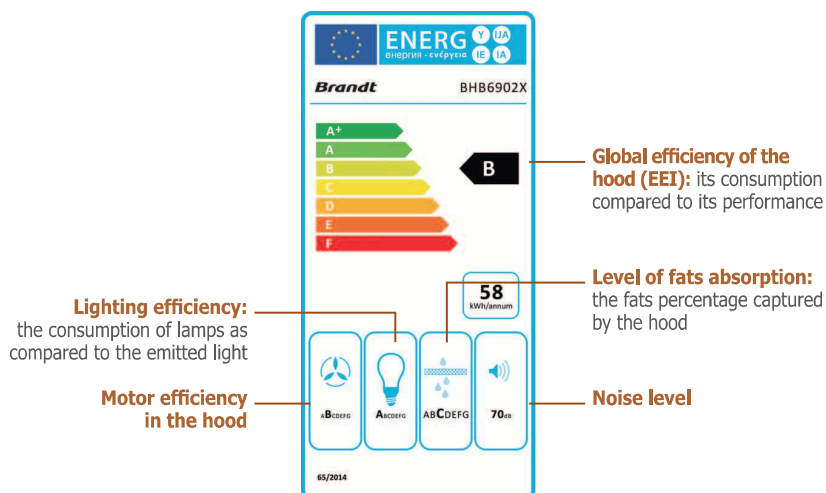 ENERG Y IJA
енергия · ενέργεια IE IA
Brandt BHB6902X
A+
A
B
C
D
E
F
B
Global efficiency of the
hood (EEI): its consumption
compared to its performance
58
kWh/annum
Level of fats absorption:
the fats percentage captured
by the hood
Lighting efficiency:
the consumption of lamps as
compared to the emitted light
Motor efficiency
in the hood
ABCDEFG
ABCDEFG
ABCDEFG
70dB
Noise level
65/2014